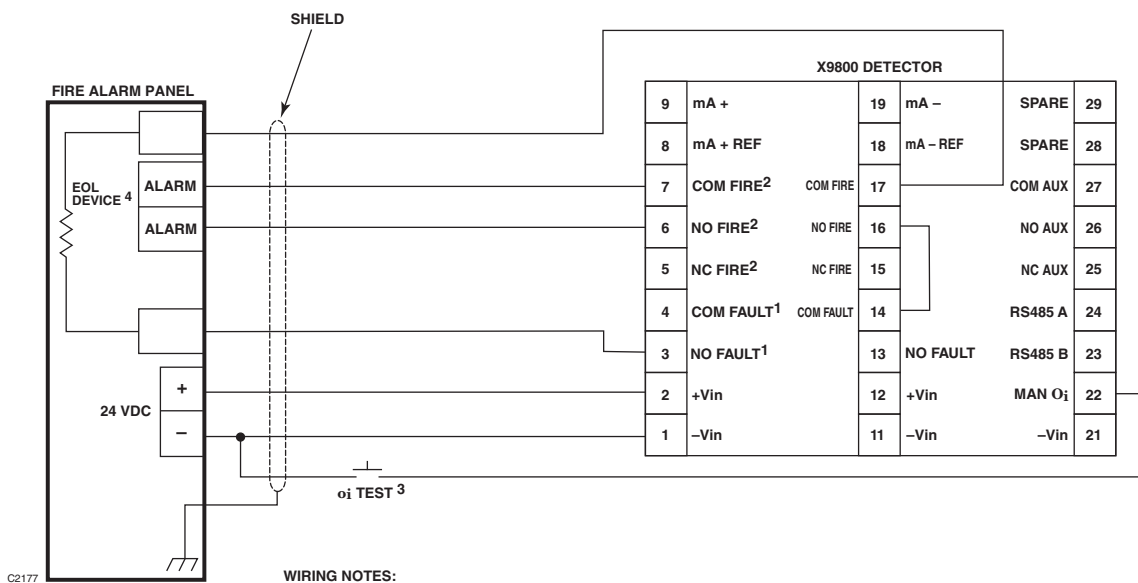 SHIELD
X9800 DETECTOR
FIRE ALARM PANEL
9 mA + 19 mA – SPARE 29
8 mA + REF 18 mA – REF SPARE 28
EOL DEVICE 4
ALARM
7 COM FIRE2 COM FIRE 17 COM AUX 27
ALARM
6 NO FIRE2 NO FIRE 16 NO AUX 26
5 NC FIRE2 NC FIRE 15 NC AUX 25
4 COM FAULT1 COM FAULT 14 RS485 A 24
3 NO FAULT1 13 NO FAULT RS485 B 23
24 VDC
+
2 +Vin 12 +Vin MAN Oi 22
–
1 –Vin 11 –Vin –Vin 21
oi TEST 3
C2177
WIRING NOTES: